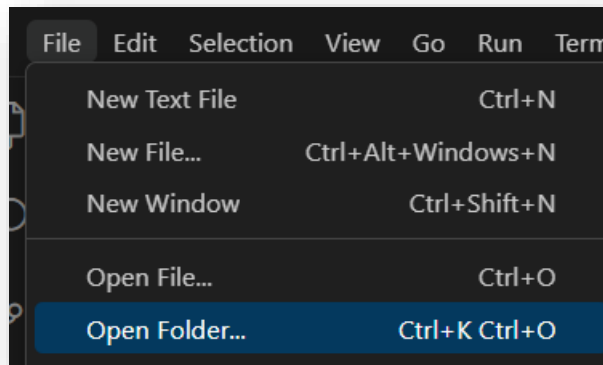 File Edit Selection View Go Run
New Text File Ctrl+N
New File... Ctrl+Alt+Windows+N
New Window Ctrl+Shift+N
Open File... Ctrl+O
Open Folder... Ctrl+K Ctrl+O